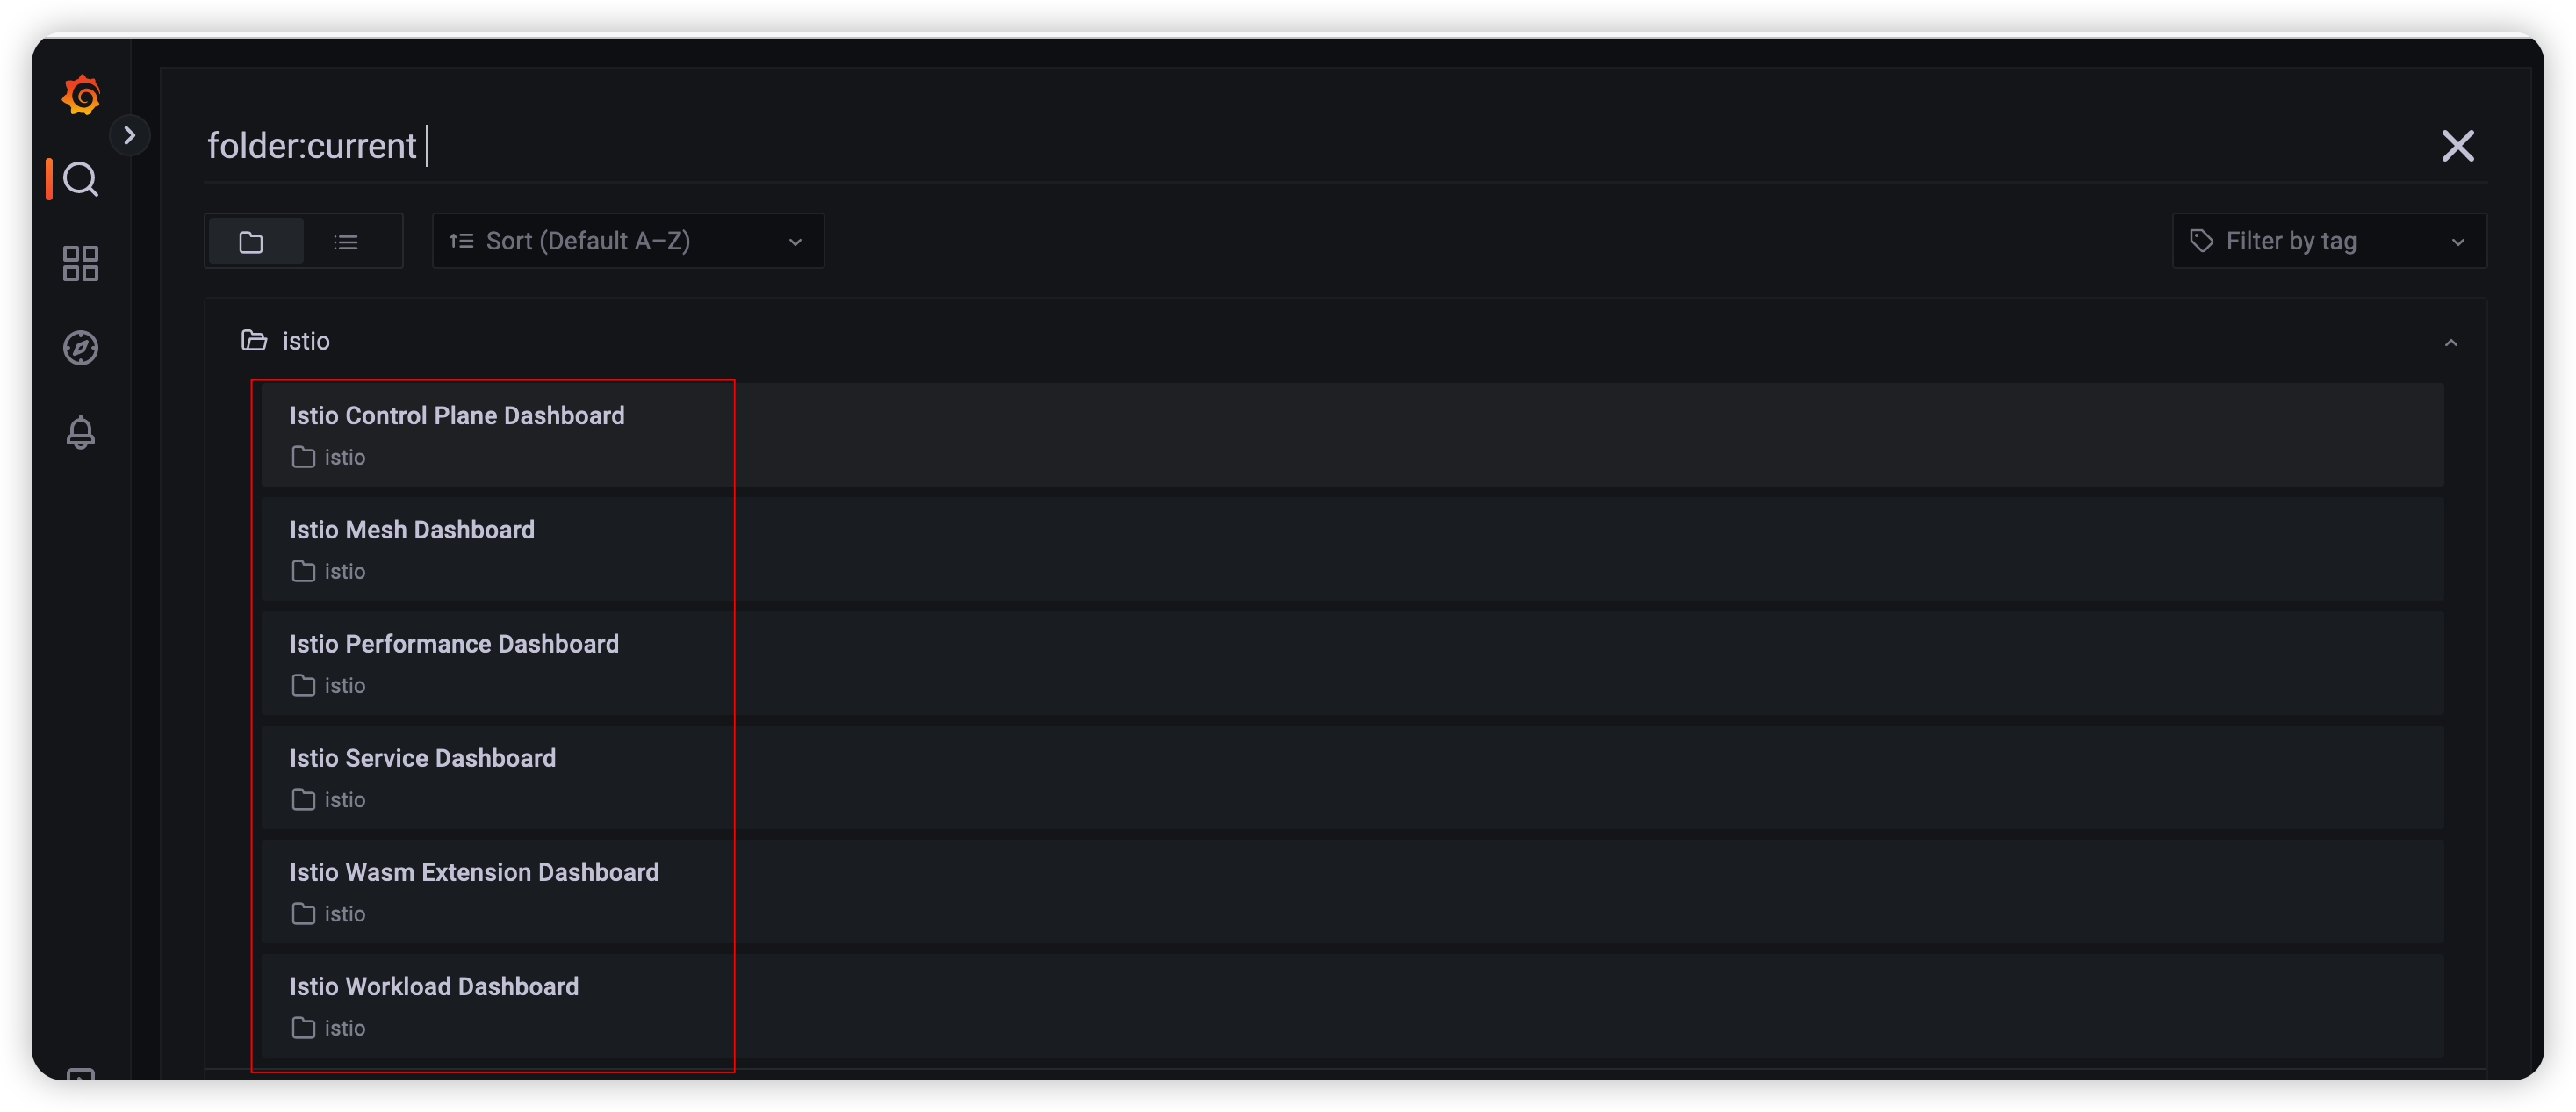 folder:current
Sort (Default A–Z)
Filter by tag
istio
Istio Control Plane Dashboard
istio
Istio Mesh Dashboard
istio
Istio Performance Dashboard
istio
Istio Service Dashboard
istio
Istio Wasm Extension Dashboard
istio
Istio Workload Dashboard
istio